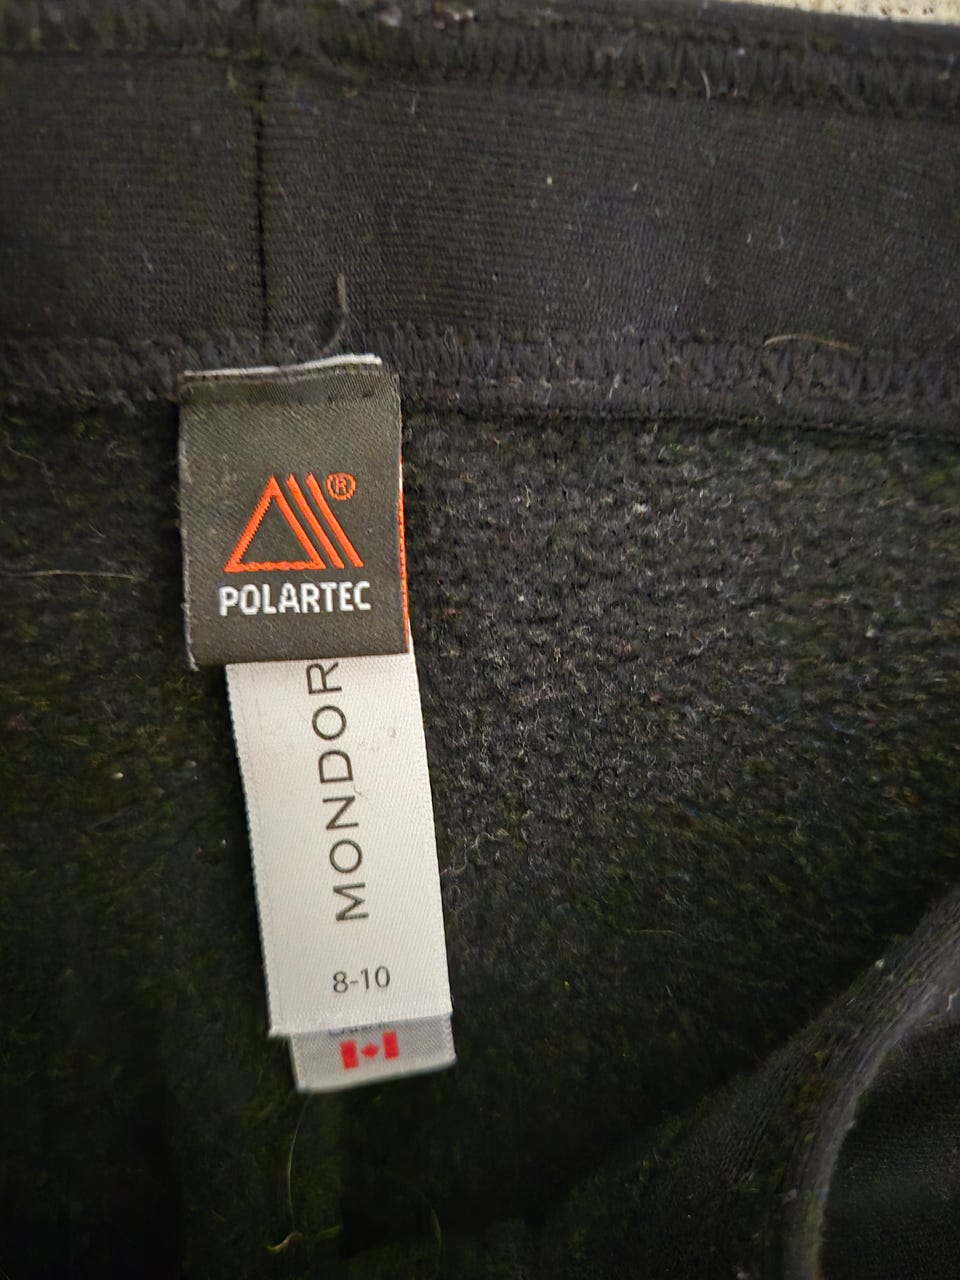 ®
POLARTEC
MONDOR
8-10